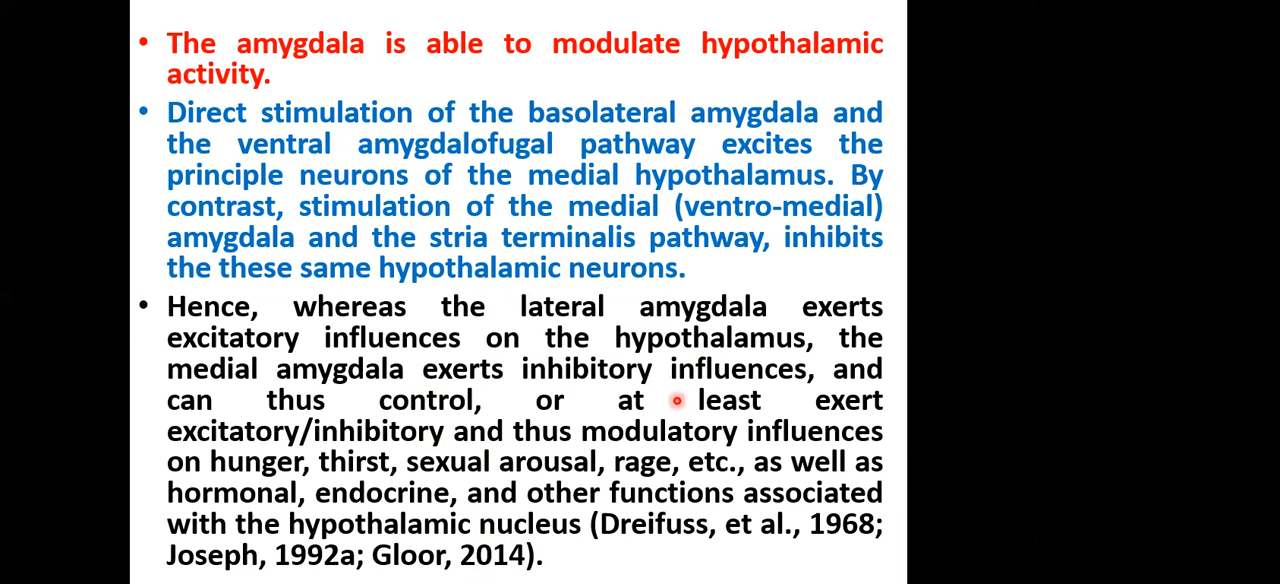 • The amygdala is able to modulate hypothalamic
activity.
• Direct stimulation of the basolateral amygdala and
the ventral amygdalofugal pathway excites the
principle neurons of the medial hypothalamus. By
contrast, stimulation of the medial (ventro-medial)
amygdala and the stria terminalis pathway, inhibits
the these same hypothalamic neurons.
• Hence, whereas the lateral amygdala exerts
excitatory influences on the hypothalamus, the
medial amygdala exerts inhibitory influences, and
can thus control, or at least exert
excitatory/inhibitory and thus modulatory influences
on hunger, thirst, sexual arousal, rage, etc., as well as
hormonal, endocrine, and other functions associated
with the hypothalamic nucleus (Dreifuss, et al., 1968;
Joseph, 1992a; Gloor, 2014).